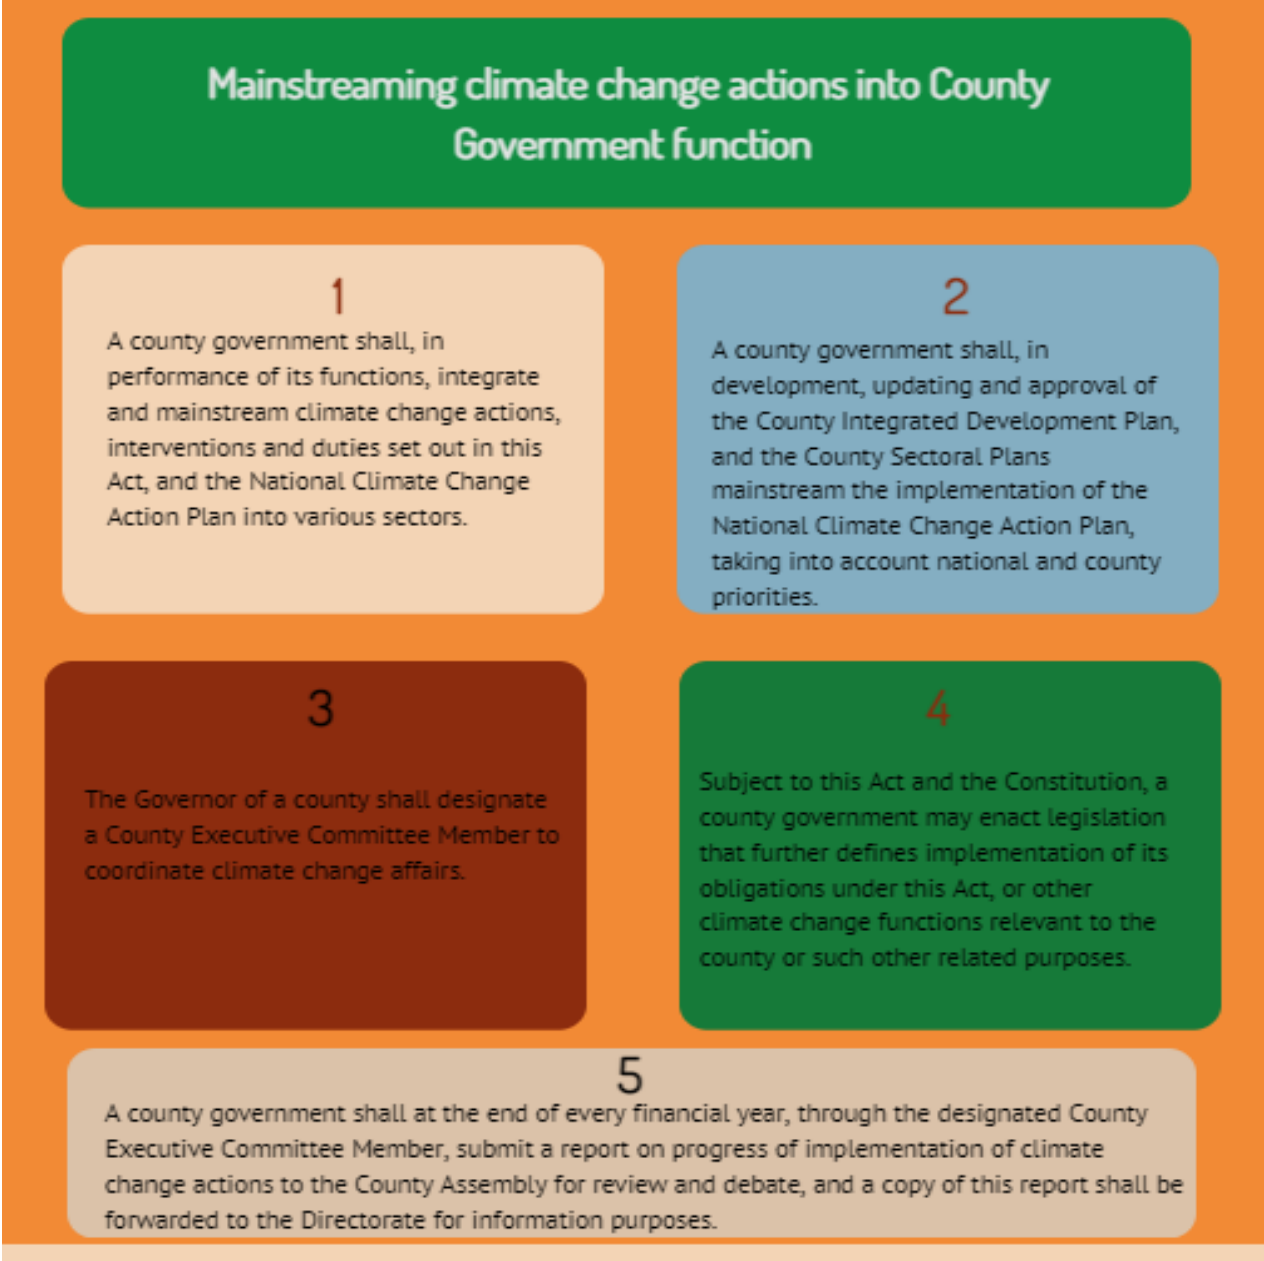 Mainstreaming climate change actions into County
Government function
1
A county government shall, in
performance of its functions, integrate
and mainstream climate change actions,
interventions and duties set out in this
Act, and the National Climate Change
Action Plan into various sectors.
2
A county government shall, in
development, updating and approval of
the County Integrated Development Plan,
and the County Sectoral Plans
mainstream the implementation of the
National Climate Change Action Plan,
taking into account national and county
priorities.
3
The Governor of a county shall designate
a County Executive Committee Member to
coordinate climate change affairs.
4
Subject to this Act and the Constitution, a
county government may enact legislation
that further defines implementation of its
obligations under this Act, or other
climate change functions relevant to the
county or such other related purposes.
5
A county government shall at the end of every financial year, through the designated County
Executive Committee Member, submit a report on progress of implementation of climate
change actions to the County Assembly for review and debate, and a copy of this report shall be
forwarded to the Directorate for information purposes.